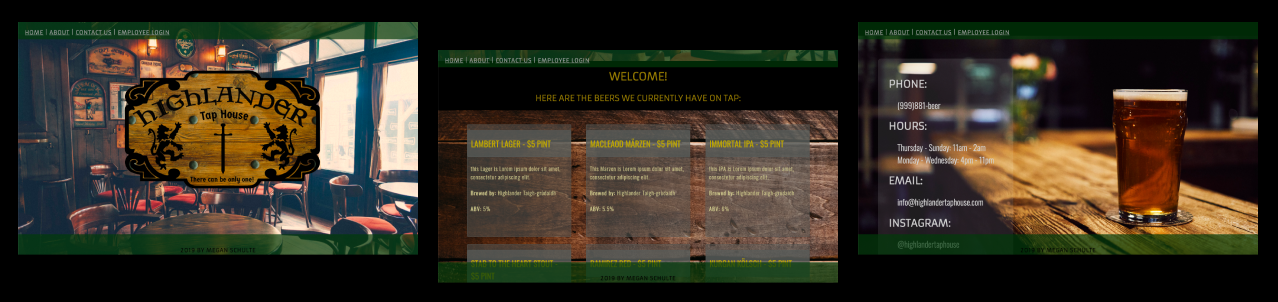 HOME | ABOUT | CONTACT US | EMPLOYEE LOGIN
HIGHLANDER
Tap House
There can be only one!
2019 BY MEGAN SCHULTE
HOME | ABOUT | CONTACT US | EMPLOYEE LOGIN
WELCOME!
HERE ARE THE BEERS WE CURRENTLY HAVE ON TAP:
LAMBERT LAGER - $5 PINT
this Lager is Lorem ipsum dolor sit amet,
consectetur adipiscing elit.
Brewed by: Highlander Taigh-grùdaidh
ABV: 5%
MACLEAOD MÄRZEN - $5 PINT
this Märzen is Lorem ipsum dolor sit amet,
consectetur adipiscing elit.
Brewed by: Highlander Taigh-grùdaidh
ABV: 5.5%
IMMORTAL IPA - $5 PINT
this IPA is Lorem ipsum dolor sit amet,
consectetur adipiscing elit.
Brewed by: Highlander Taigh-grùdaidh
ABV: 6%
STAB TO THE HEART STOUT -
$5 PINT
RAMIREZ RED - $5 PINT
KURGAN KÖLSCH - $5 PINT
2019 BY MEGAN SCHULTE
HOME | ABOUT | CONTACT US | EMPLOYEE LOGIN
PHONE:
(999)881-beer
HOURS:
Thursday - Sunday: 11am - 2am
Monday - Wednesday: 4pm - 11pm
EMAIL:
info@highlandertaphouse.com
INSTAGRAM:
@highlandertaphouse
2019 BY MEGAN SCHULTE